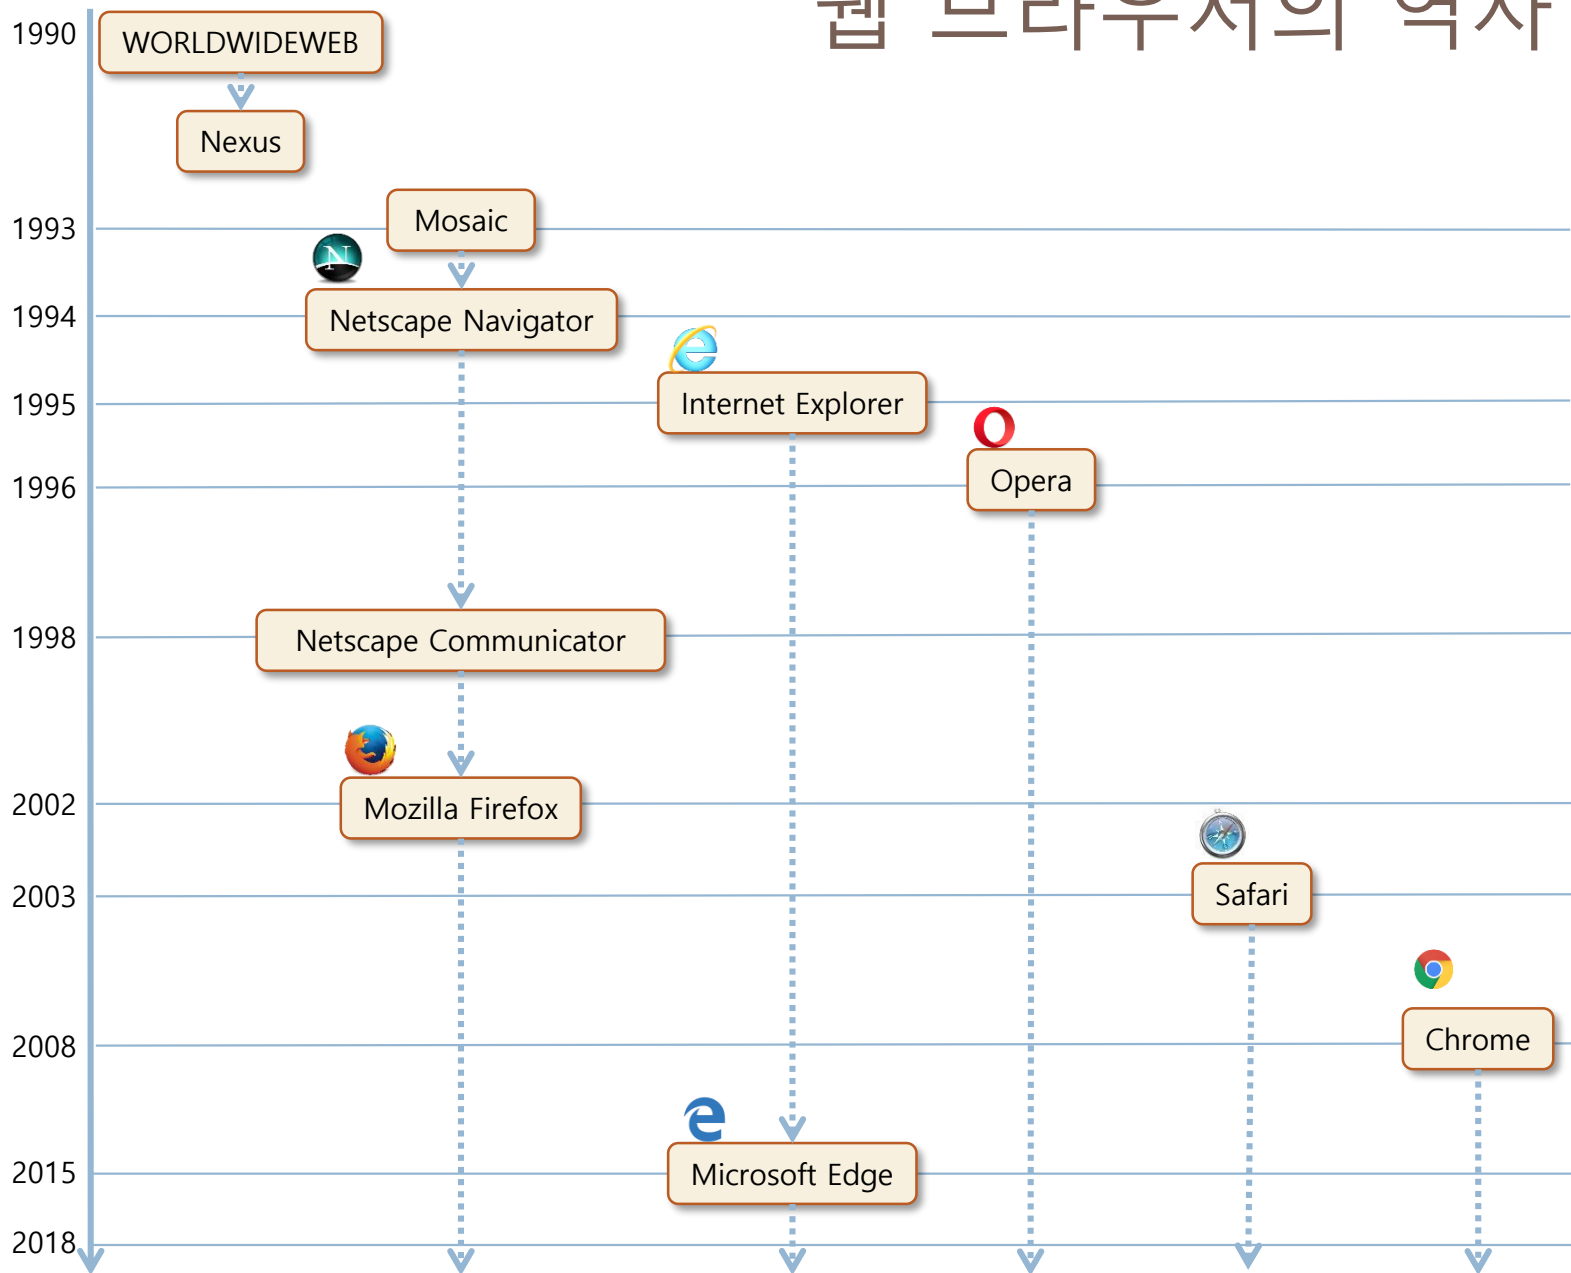 웹 브라우저의 역사
1990
WORLDWIDEWEB
Nexus
1993
Mosaic
N
1994
Netscape Navigator
1995
Internet Explorer
1996
Opera
1998
Netscape Communicator
2002
Mozilla Firefox
2003
Safari
2008
Chrome
2015
Microsoft Edge
2018